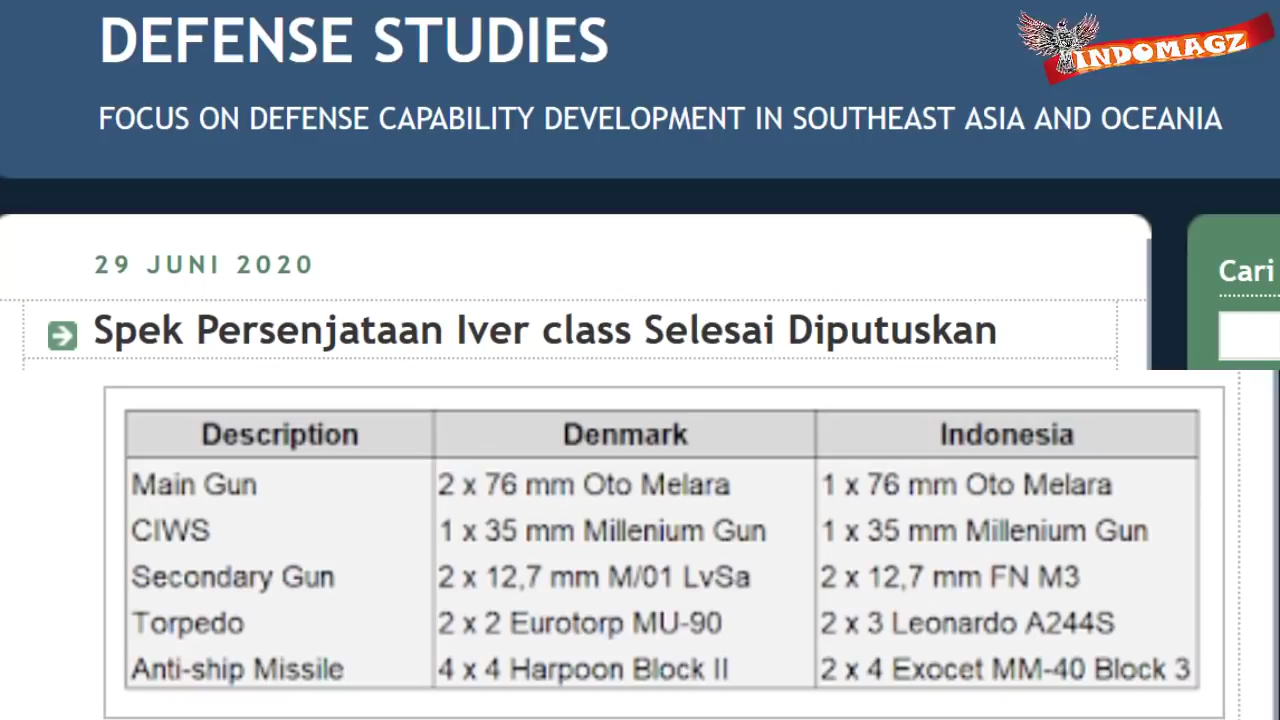 DEFENSE STUDIES
INDOMAGZ
FOCUS ON DEFENSE CAPABILITY DEVELOPMENT IN SOUTHEAST ASIA AND OCEANIA
29 JUNI 2020
Cari
Spek Persenjataan Iver class Selesai Diputuskan
Description Denmark Indonesia
Main Gun 2 x 76 mm Oto Melara 1 x 76 mm Oto Melara
CIWS 1 x 35 mm Millenium Gun 1 x 35 mm Millenium Gun
Secondary Gun 2 x 12,7 mm M/01 LvSa 2 x 12,7 mm FN M3
Torpedo 2 x 2 Eurotorp MU-90 2 x 3 Leonardo A244S
Anti-ship Missile 4 x 4 Harpoon Block II 2 x 4 Exocet MM-40 Block 3